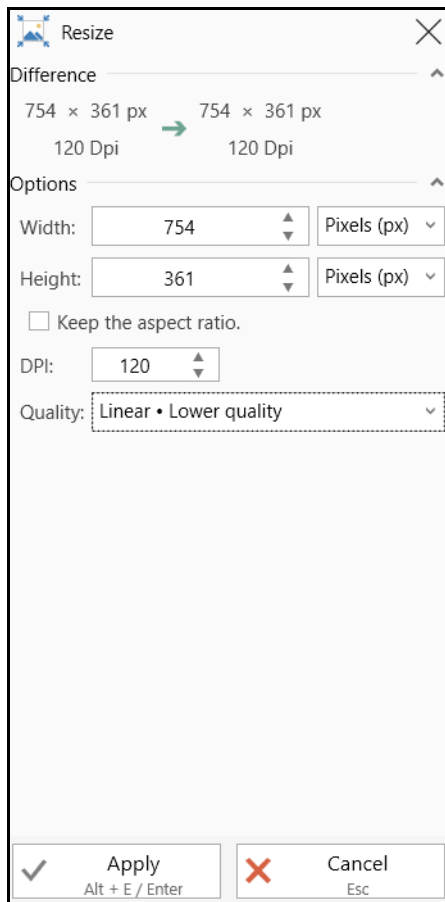 Resize
Difference
754 × 361 px 754 × 361 px
120 Dpi 120 Dpi
Options
Width: 754 Pixels (px)
Height: 361 Pixels (px)
Keep the aspect ratio.
DPI: 120
Quality: Linear • Lower quality
Apply Cancel
Alt + E / Enter Esc